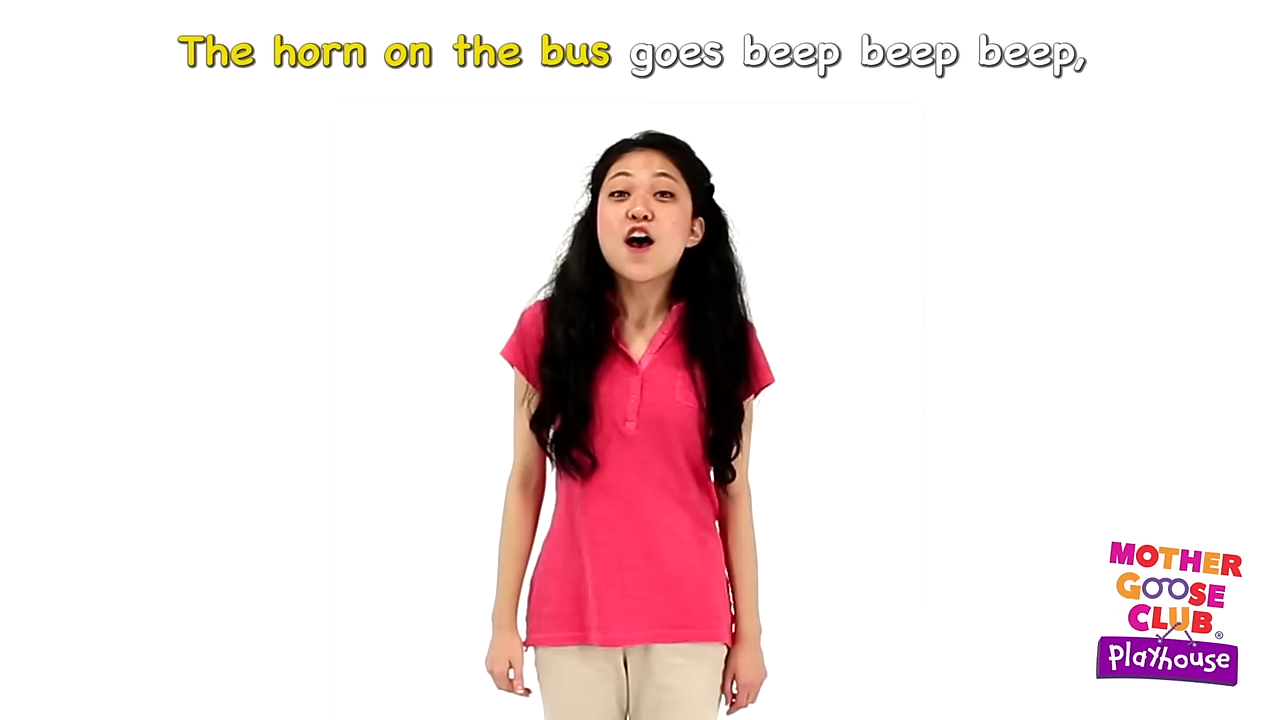 The horn on the bus goes beep beep beep,
MOTHER
GOOSE
CLUB®
Playhouse